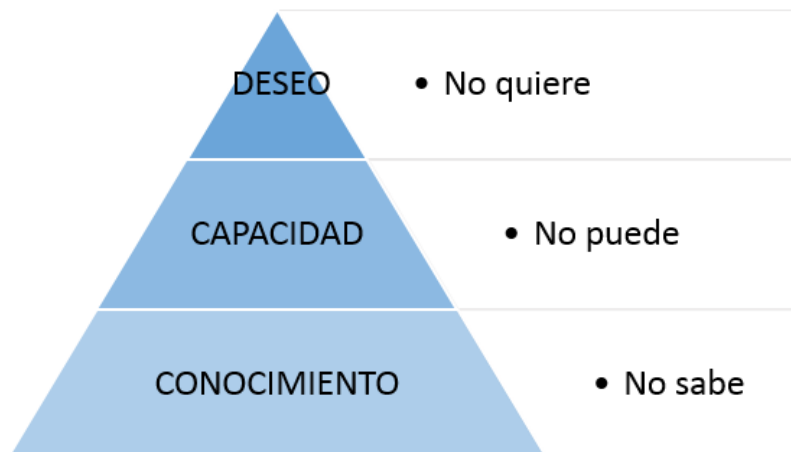 DESEO
• No quiere
CAPACIDAD
• No puede
CONOCIMIENTO
• No sabe